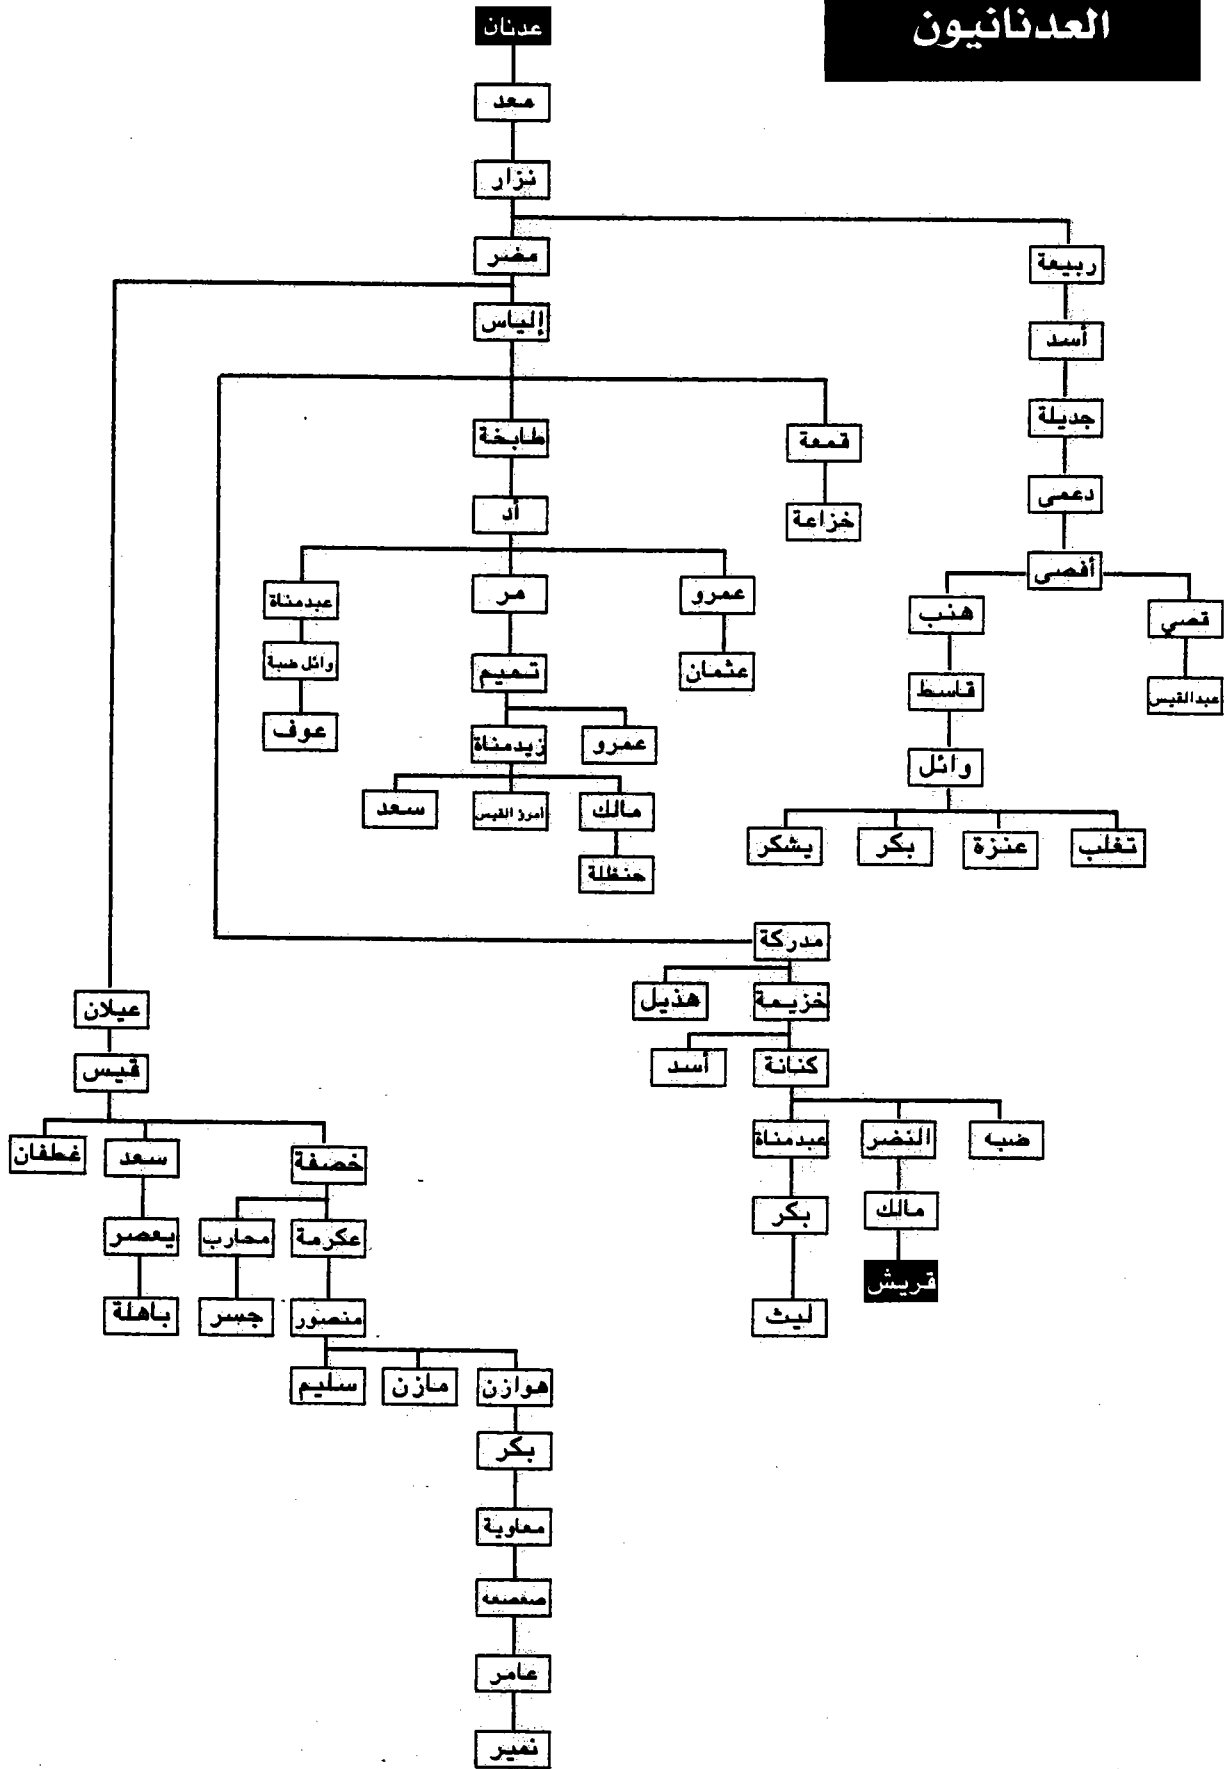 العدنانيون
عدنان
معد
نزار
مضر
ربيعة
إلياس
أسد
جديلة
طابخة
قمعة
دعمى
أد
خزاعة
أفصى
عمرو
مر
عبدمناة
قصي
هنب
عثمان
تميم
وائل ضبة
عبدالقيس
قاسط
عمرو
زيدمناة
عوف
وائل
مالك
امرؤ القيس
سعد
تغلب
عنزة
بكر
يشكر
حنظلة
مدركة
خزيمة
هذيل
عيلان
كنانة
أسد
قيس
ضبه
النضر
عبدمناة
خصفة
سعد
غطفان
مالك
بكر
عكرمة
محارب
يعصر
قريش
ليث
منصور
جسر
باهلة
هوازن
مازن
سليم
بكر
معاوية
صعصعه
عامر
نمير